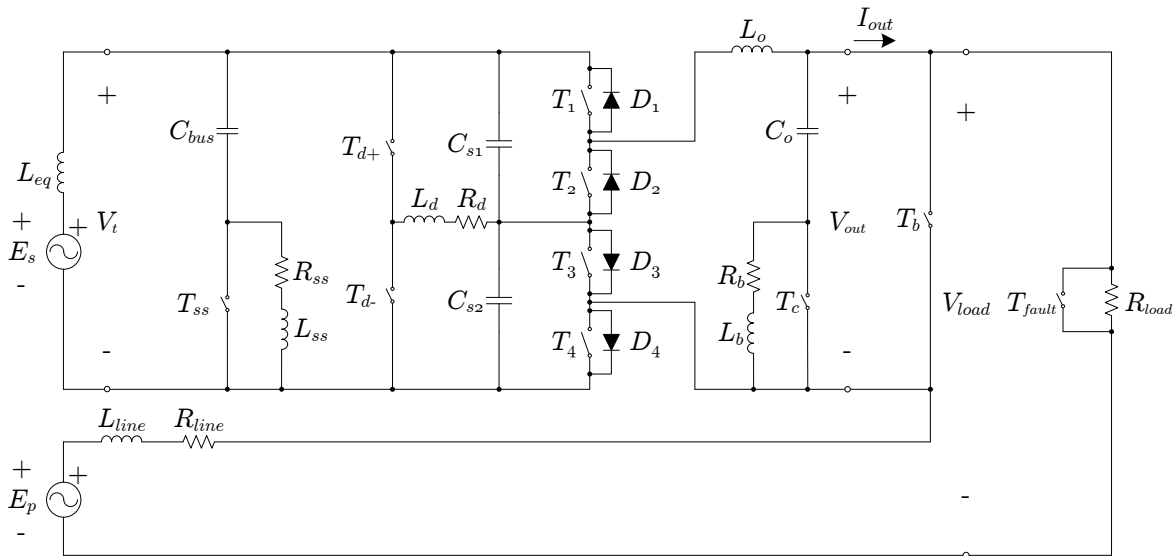 I_out
L_o
+ + +
T_1 D_1
C_bus C_o
T_d+ C_s1
L_eq T_2 D_2
L_d R_d
+ + V_t V_out T_b
E_s
R_ss T_3 D_3
- R_b
T_ss T_d- C_s2 T_c V_load T_fault R_load
L_ss L_b
T_4 D_4
- -
L_line R_line
+ +
E_p -
-